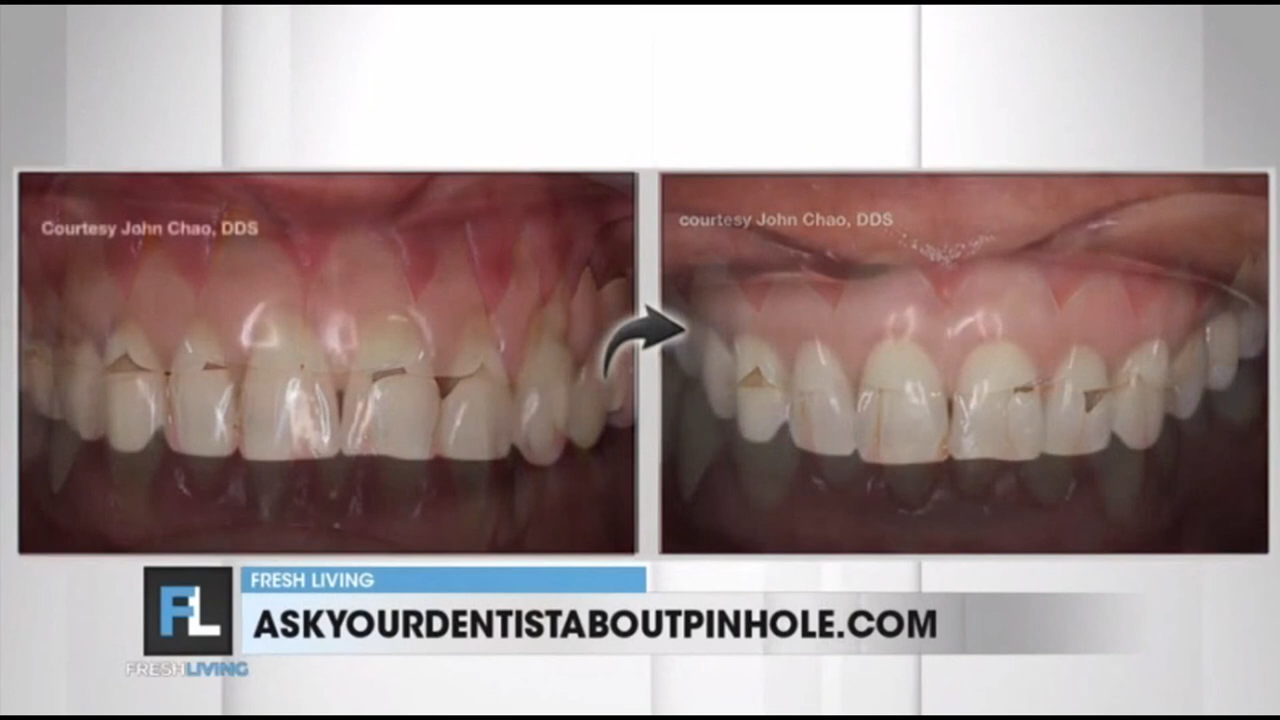 Courtesy John Chao, DDS
courtesy John Chao, DDS
FL
FRESH LIVING
ASKYOURDENTISTABOUTPINHOLE.COM
FRESHLIVING